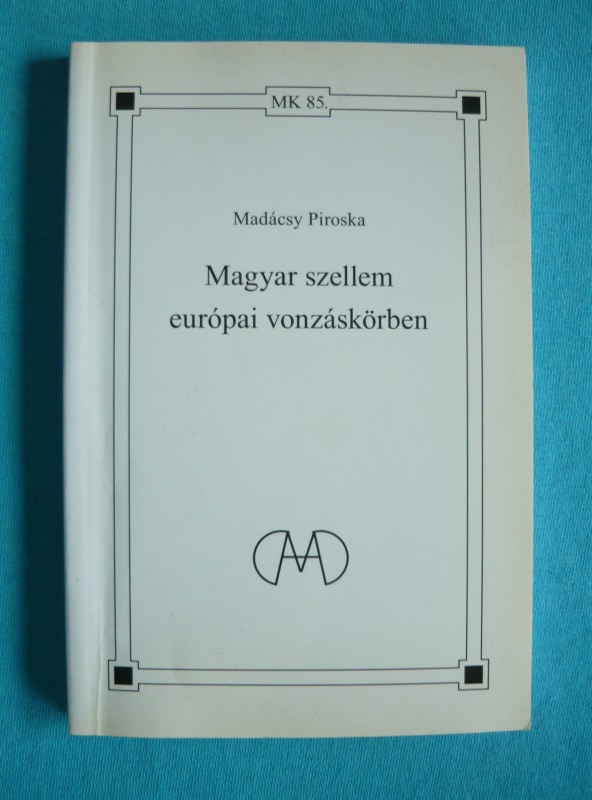 MK 85.
Madácsy Piroska
Magyar szellem
európai vonzáskörben